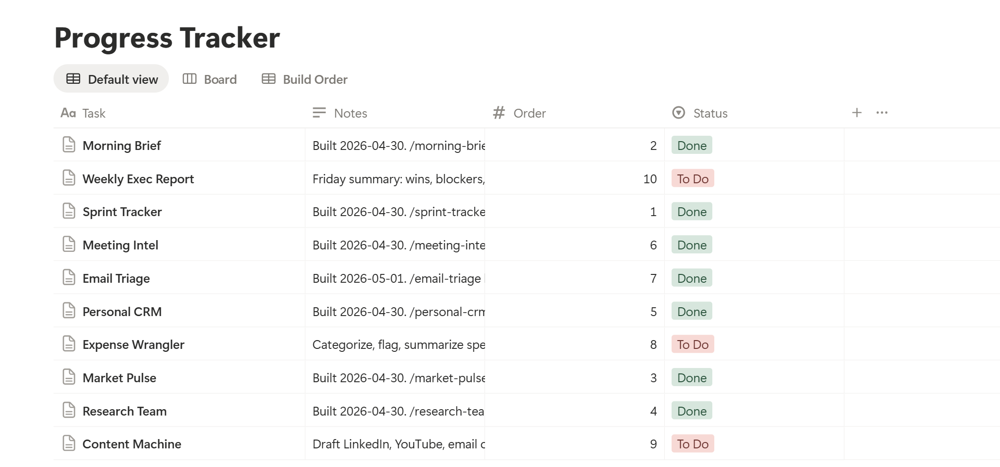 Progress Tracker
Default view Board Build Order
Aa Task Notes # Order Status + ...
Morning Brief Built 2026-04-30. /morning-brie 2 Done
Weekly Exec Report Friday summary: wins, blockers, 10 To Do
Sprint Tracker Built 2026-04-30. /sprint-tracke 1 Done
Meeting Intel Built 2026-04-30. /meeting-inte 6 Done
Email Triage Built 2026-05-01. /email-triage 7 Done
Personal CRM Built 2026-04-30. /personal-crm 5 Done
Expense Wrangler Categorize, flag, summarize spe 8 To Do
Market Pulse Built 2026-04-30. /market-pulse 3 Done
Research Team Built 2026-04-30. /research-tea 4 Done
Content Machine Draft LinkedIn, YouTube, email 9 To Do